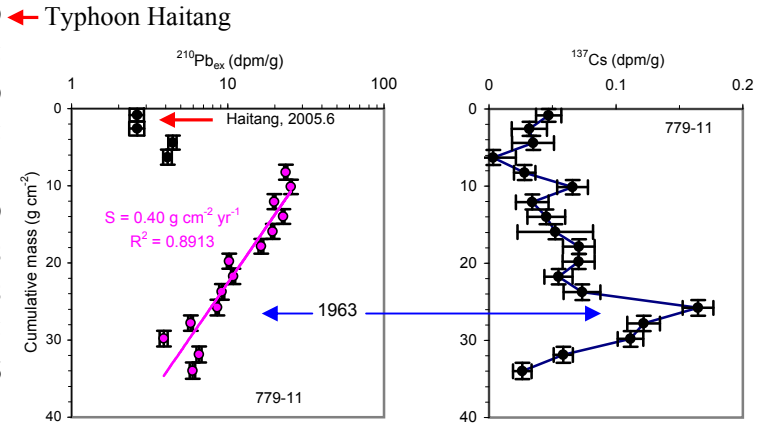 Typhoon Haitang
²¹⁰Pbₑₓ (dpm/g)
1 10 100
0
10
20
30
40
Cumulative mass (g cm⁻²)
Haitang, 2005.6
S = 0.40 g cm⁻² yr⁻¹
R² = 0.8913
779-11
1963
¹³⁷Cs (dpm/g)
0 0.1 0.2
0
10
20
30
40
779-11